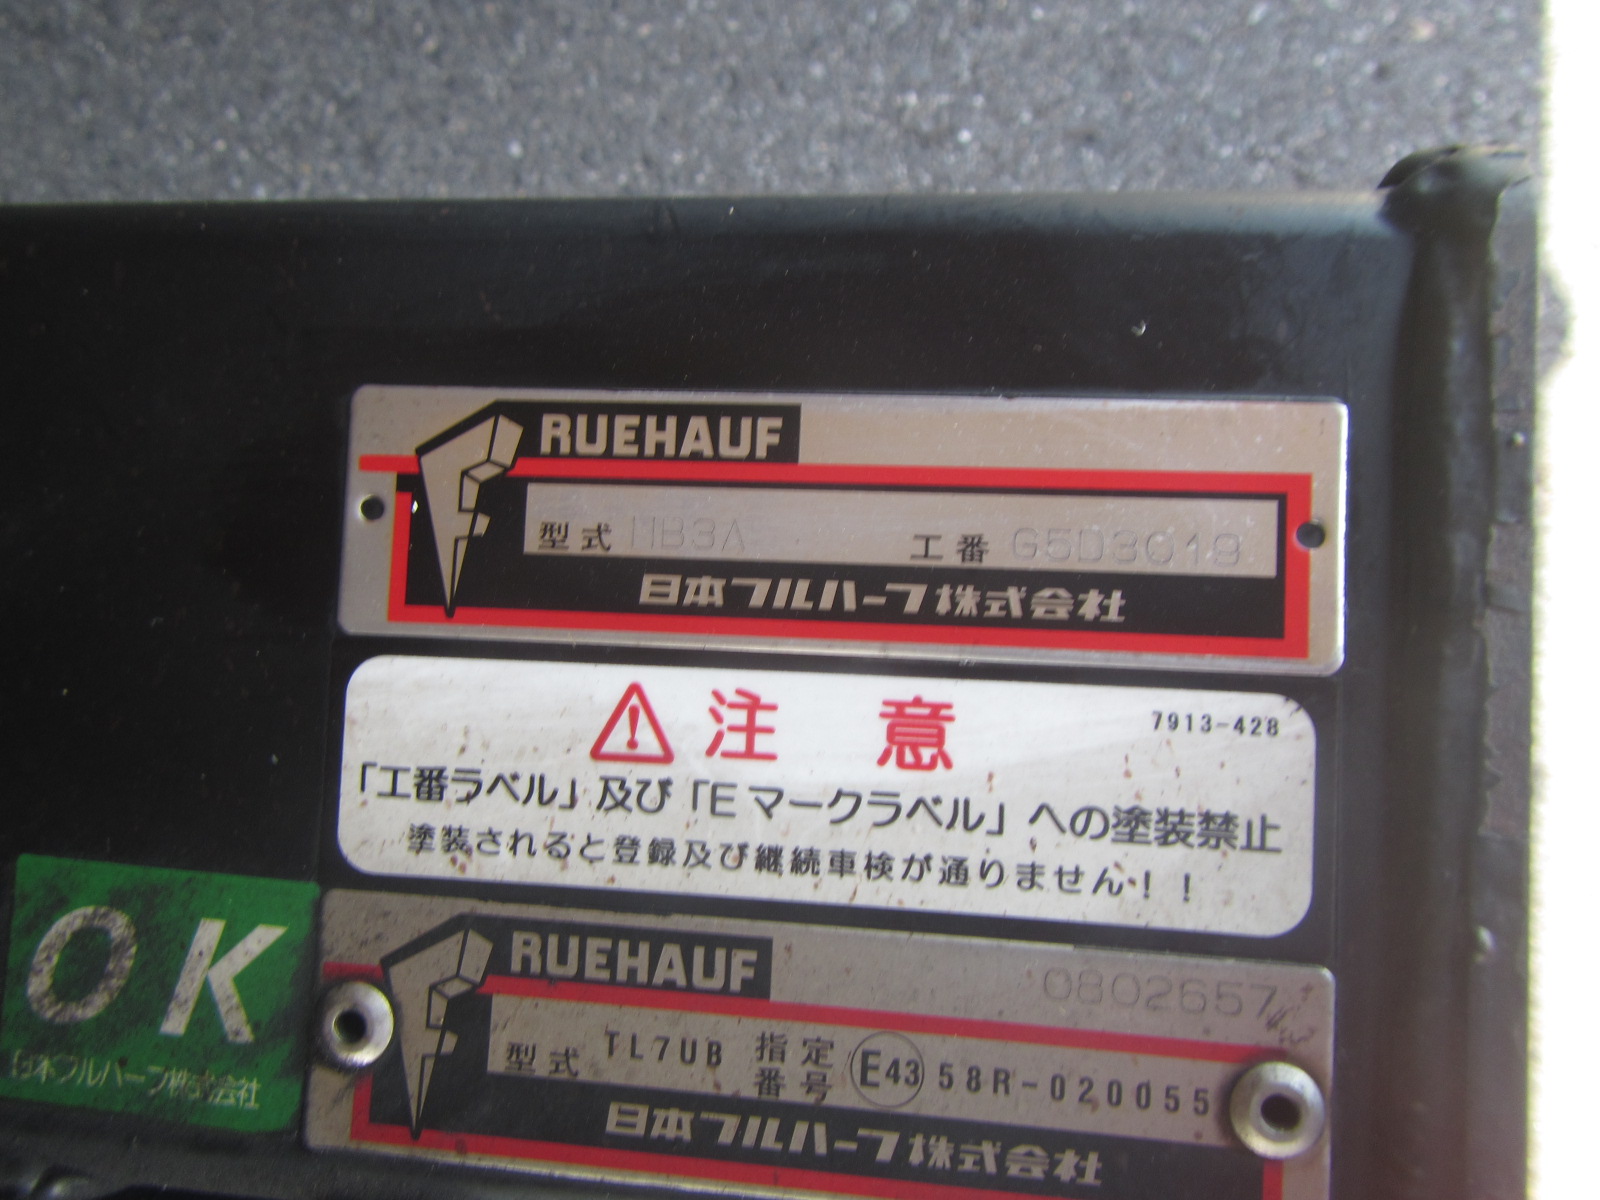 RUEHAUF
型式 HB3A 工番 G5D3018
日本フルハーフ株式会社
注意 7913-428
「工番ラベル」及び「Eマークラベル」への塗装禁止
塗装されると登録及び継続車検が通りません!!
OK
日本フルハーフ株式会社
RUEHAUF
0802657
型式 TL7UB 指定番号 E43 58R-020055
日本フルハーフ株式会社